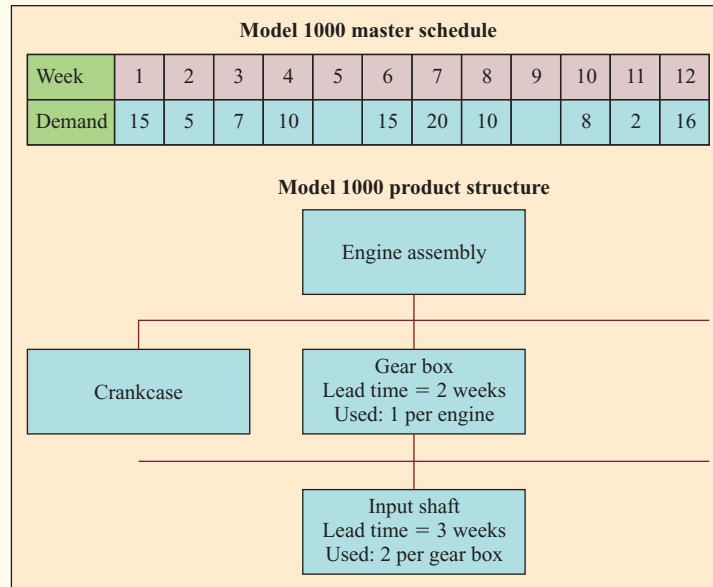 Model 1000 master schedule
Week 1 2 3 4 5 6 7 8 9 10 11 12
Demand 15 5 7 10 15 20 10 8 2 16
Model 1000 product structure
Engine assembly
Crankcase
Gear box
Lead time = 2 weeks
Used: 1 per engine
Input shaft
Lead time = 3 weeks
Used: 2 per gear box